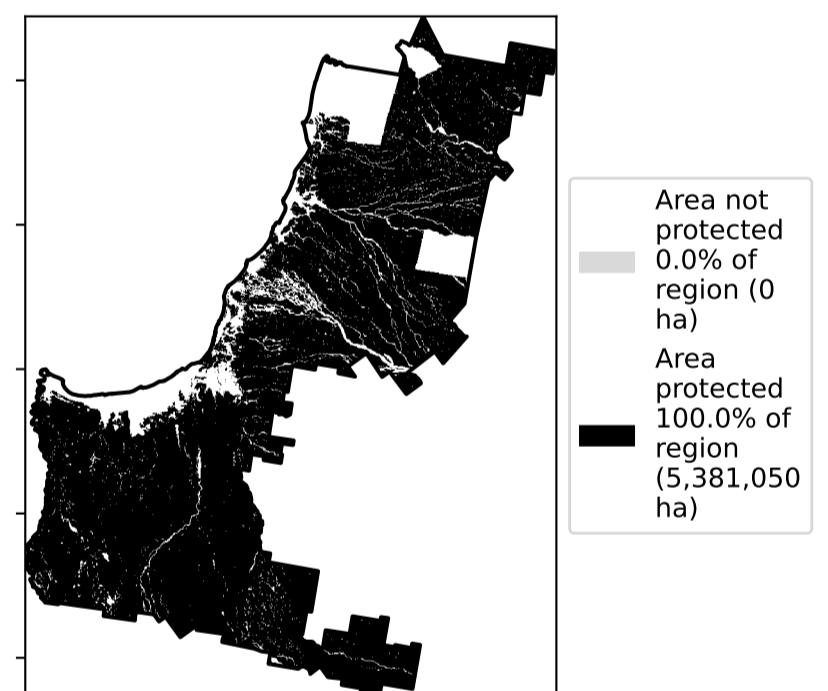 Area not
protected
0.0% of
region (0
ha)
Area
protected
100.0% of
region
(5,381,050
ha)